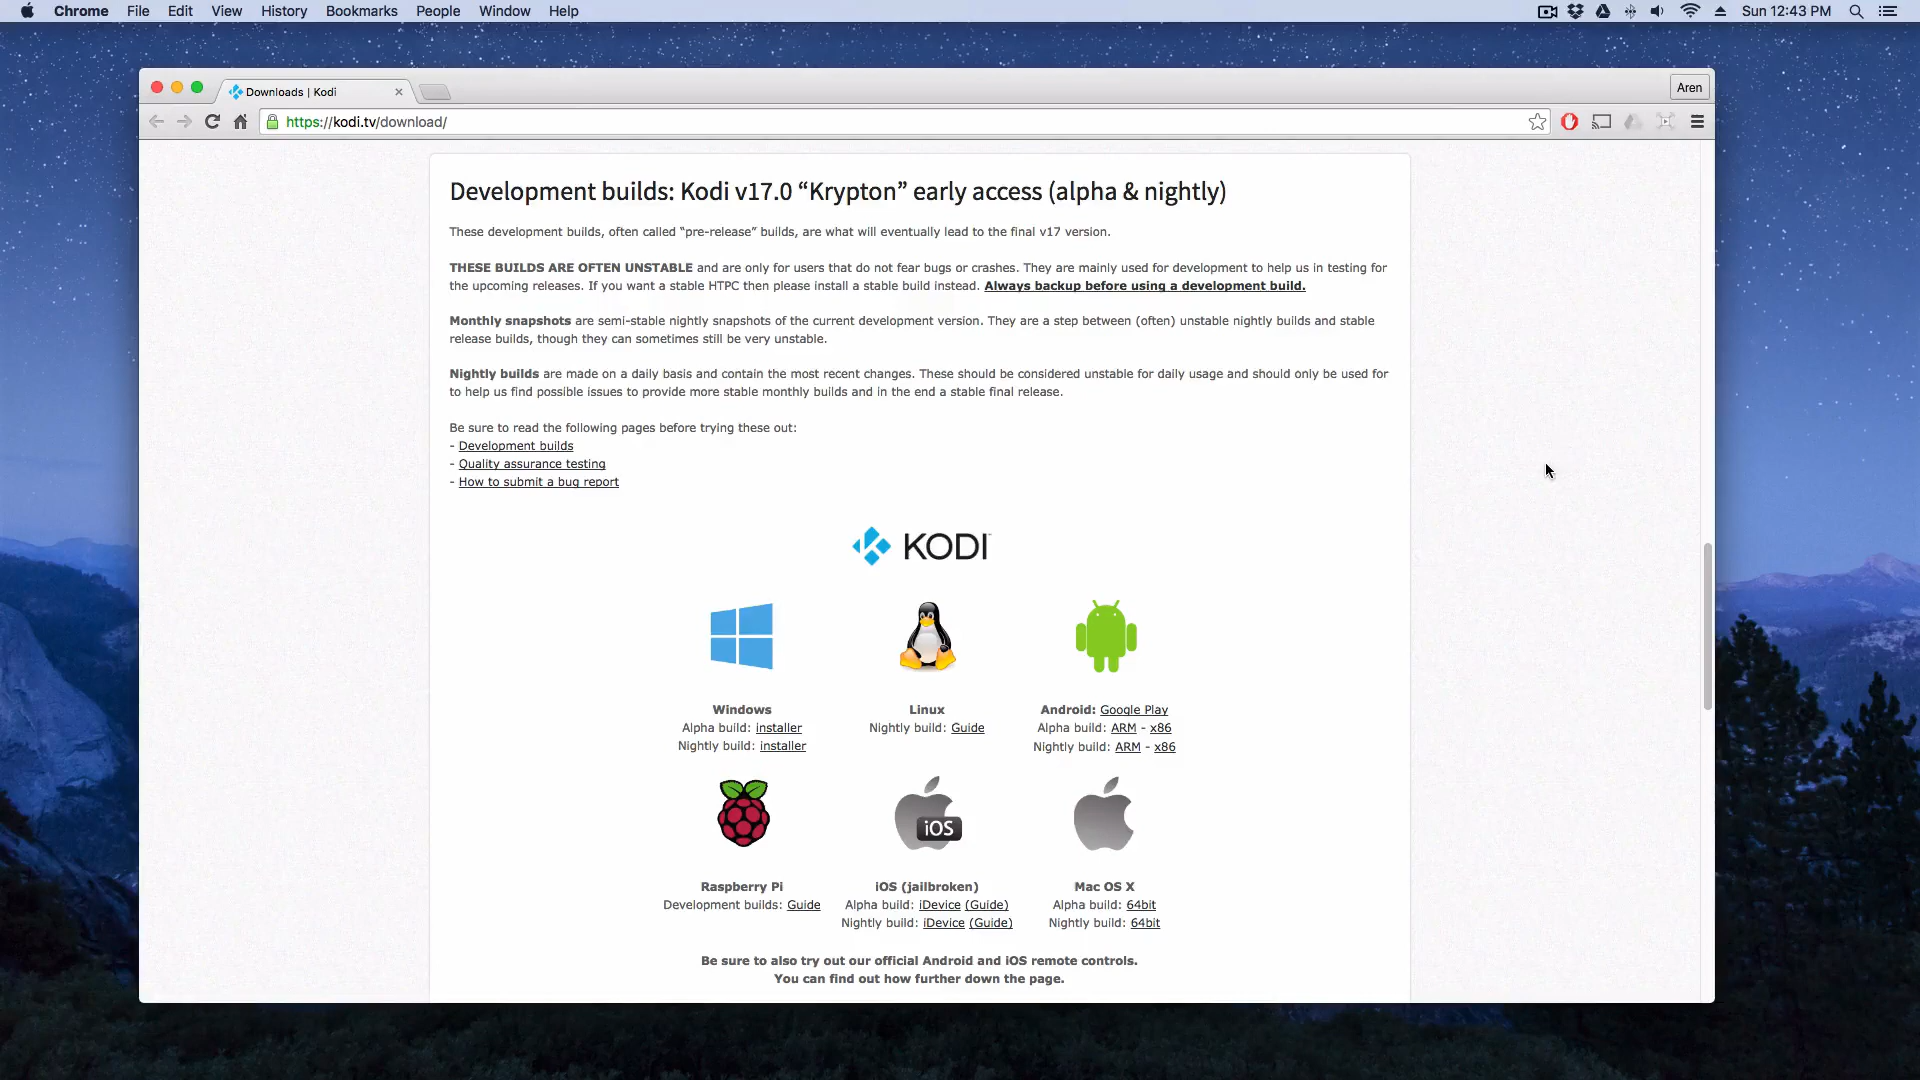 Chrome File Edit View History Bookmarks People Window Help Sun 12:43 PM
Downloads | Kodi Aren
https://kodi.tv/download/
Development builds: Kodi v17.0 “Krypton” early access (alpha & nightly)
These development builds, often called “pre-release” builds, are what will eventually lead to the final v17 version.
THESE BUILDS ARE OFTEN UNSTABLE and are only for users that do not fear bugs or crashes. They are mainly used for development to help us in testing for
the upcoming releases. If you want a stable HTPC then please install a stable build instead. Always backup before using a development build.
Monthly snapshots are semi-stable nightly snapshots of the current development version. They are a step between (often) unstable nightly builds and stable
release builds, though they can sometimes still be very unstable.
Nightly builds are made on a daily basis and contain the most recent changes. These should be considered unstable for daily usage and should only be used for
to help us find possible issues to provide more stable monthly builds and in the end a stable final release.
Be sure to read the following pages before trying these out:
- Development builds
- Quality assurance testing
- How to submit a bug report
KODI
Windows
Alpha build: installer
Nightly build: installer
Linux
Nightly build: Guide
Android: Google Play
Alpha build: ARM - x86
Nightly build: ARM - x86
iOS
Raspberry Pi
Development builds: Guide
iOS (jailbroken)
Alpha build: iDevice (Guide)
Nightly build: iDevice (Guide)
Mac OS X
Alpha build: 64bit
Nightly build: 64bit
Be sure to also try out our official Android and iOS remote controls.
You can find out how further down the page.